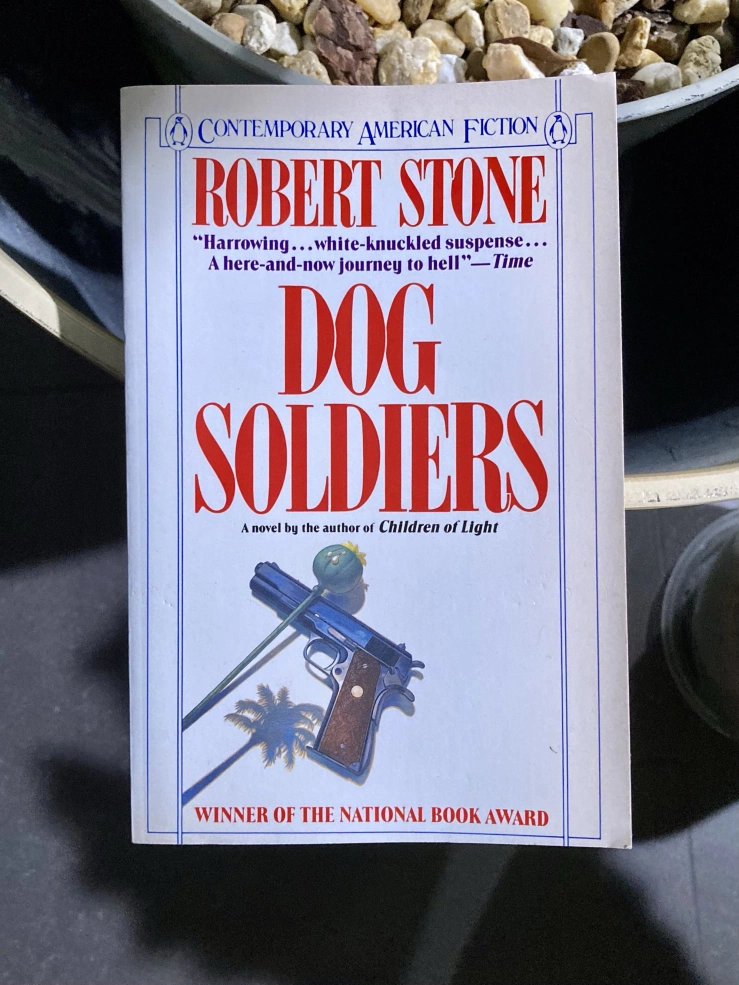 CONTEMPORARY AMERICAN FICTION
ROBERT STONE
“Harrowing...white-knuckled suspense...
A here-and-now journey to hell”—Time
DOG
SOLDIERS
A novel by the author of Children of Light
WINNER OF THE NATIONAL BOOK AWARD